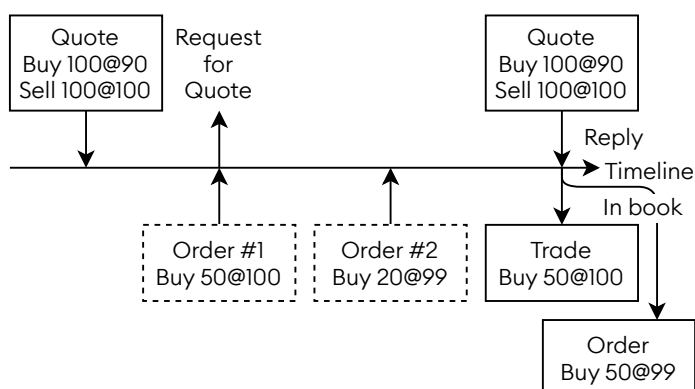 Quote
Buy 100@90
Sell 100@100
Request
for
Quote
Quote
Buy 100@90
Sell 100@100
Reply
Timeline
In book
Order #1
Buy 50@100
Order #2
Buy 20@99
Trade
Buy 50@100
Order
Buy 50@99